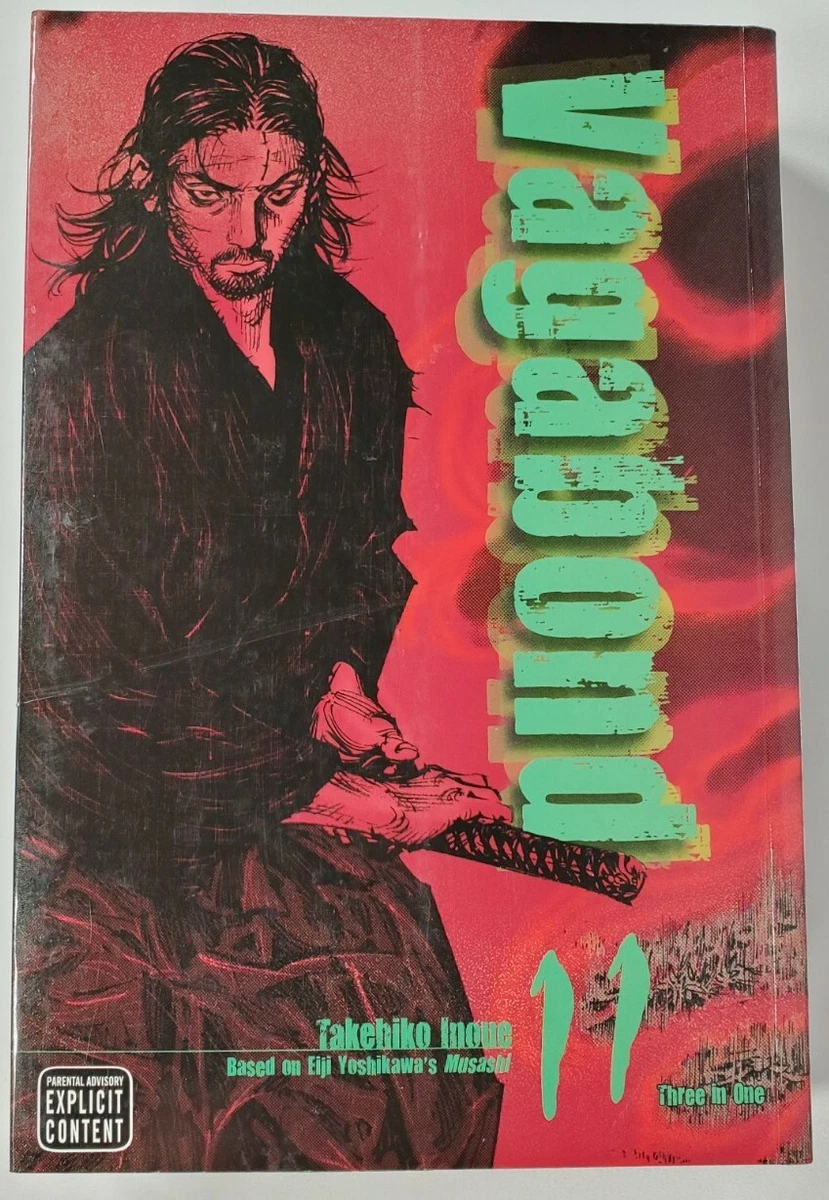 Vagabond
11
Takehiko Inoue
Based on Eiji Yoshikawa's Musashi
Three In One
PARENTAL ADVISORY
EXPLICIT
CONTENT